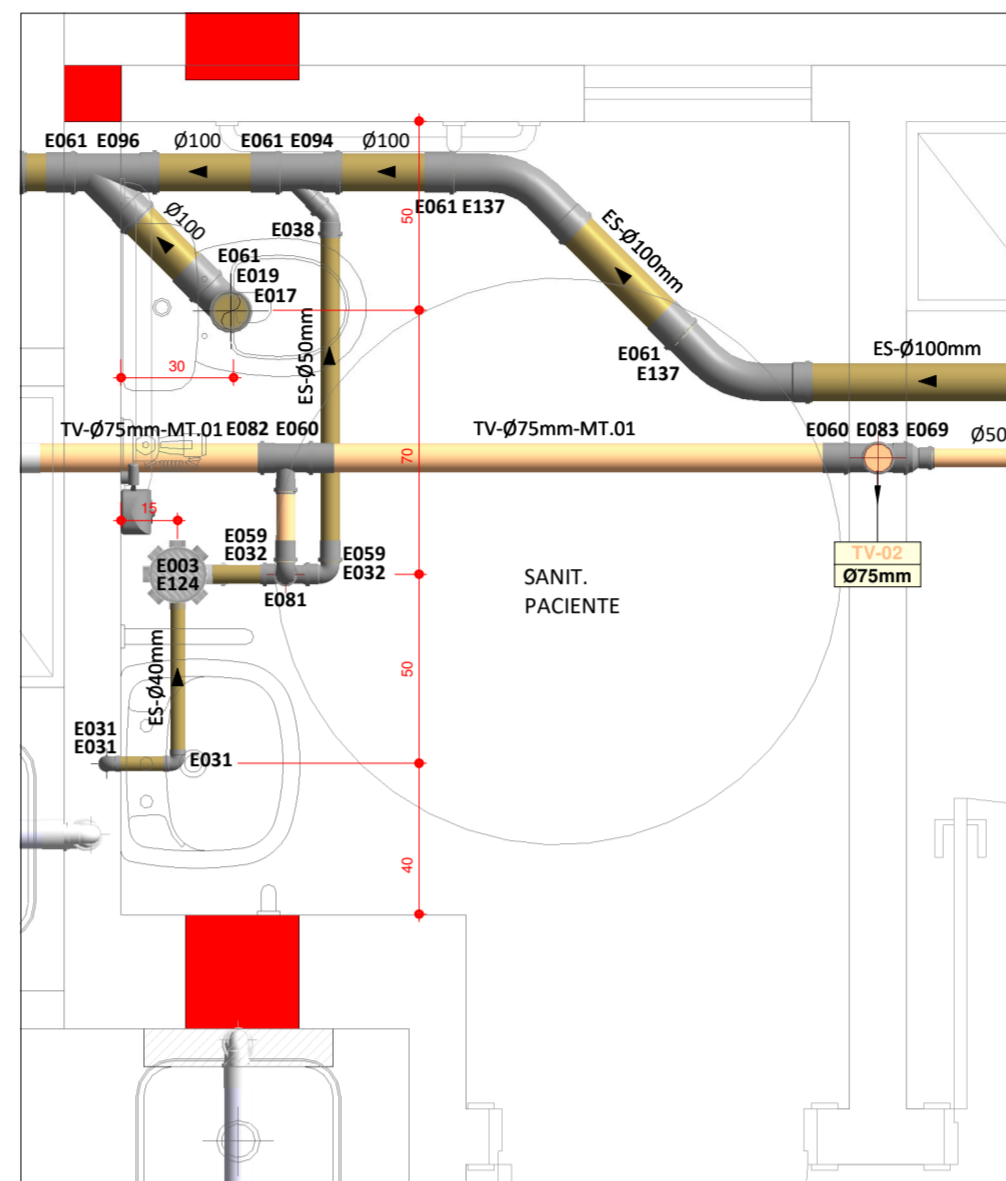 E061 E096
Ø100
E061 E094
Ø100
E061 E137
50
Ø100
E038
E061
E019
E017
ES-Ø100mm
ES-Ø50mm
E061
E137
ES-Ø100mm
30
TV-Ø75mm-MT.01
E082 E060
70
TV-Ø75mm-MT.01
E060 E083 E069
Ø50
15
E059
E032
E059
E032
TV-02
Ø75mm
E003
E124
E081
SANIT.
PACIENTE
ES-Ø40mm
50
E031
E031
E031
40